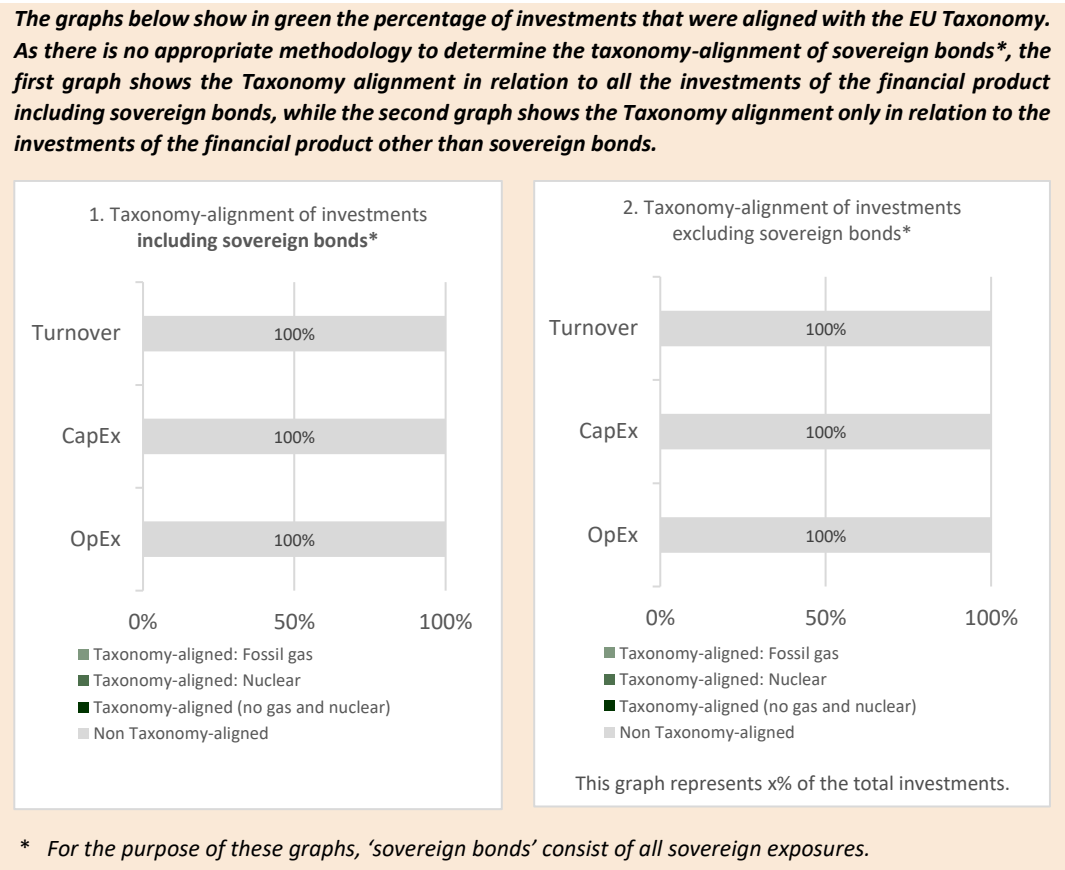 The graphs below show in green the percentage of investments that were aligned with the EU Taxonomy.
As there is no appropriate methodology to determine the taxonomy-alignment of sovereign bonds*, the
first graph shows the Taxonomy alignment in relation to all the investments of the financial product
including sovereign bonds, while the second graph shows the Taxonomy alignment only in relation to the
investments of the financial product other than sovereign bonds.
1. Taxonomy-alignment of investments
including sovereign bonds*
Turnover
100%
CapEx
100%
OpEx
100%
0% 50% 100%
Taxonomy-aligned: Fossil gas
Taxonomy-aligned: Nuclear
Taxonomy-aligned (no gas and nuclear)
Non Taxonomy-aligned
2. Taxonomy-alignment of investments
excluding sovereign bonds*
Turnover
100%
CapEx
100%
OpEx
100%
0% 50% 100%
Taxonomy-aligned: Fossil gas
Taxonomy-aligned: Nuclear
Taxonomy-aligned (no gas and nuclear)
Non Taxonomy-aligned
This graph represents x% of the total investments.
* For the purpose of these graphs, ‘sovereign bonds’ consist of all sovereign exposures.